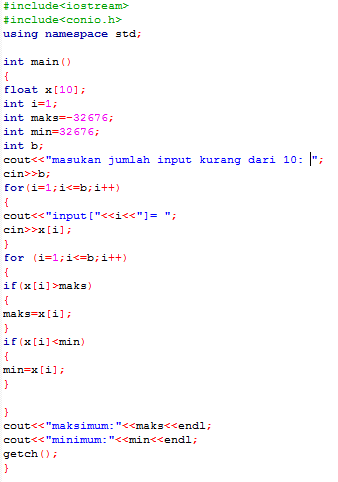 #include<iostream>
#include<conio.h>
using namespace std;
int main()
{
float x[10];
int i=1;
int maks=-32676;
int min=32676;
int b;
cout<<"masukan jumlah input kurang dari 10: ";
cin>>b;
for(i=1;i<=b;i++)
{
cout<<"input["<<i<<"]= ";
cin>>x[i];
}
for (i=1;i<=b;i++)
{
if(x[i]>maks)
{
maks=x[i];
}
if(x[i]<min)
{
min=x[i];
}
}
cout<<"maksimum:"<<maks<<endl;
cout<<"minimum:"<<min<<endl;
getch();
}